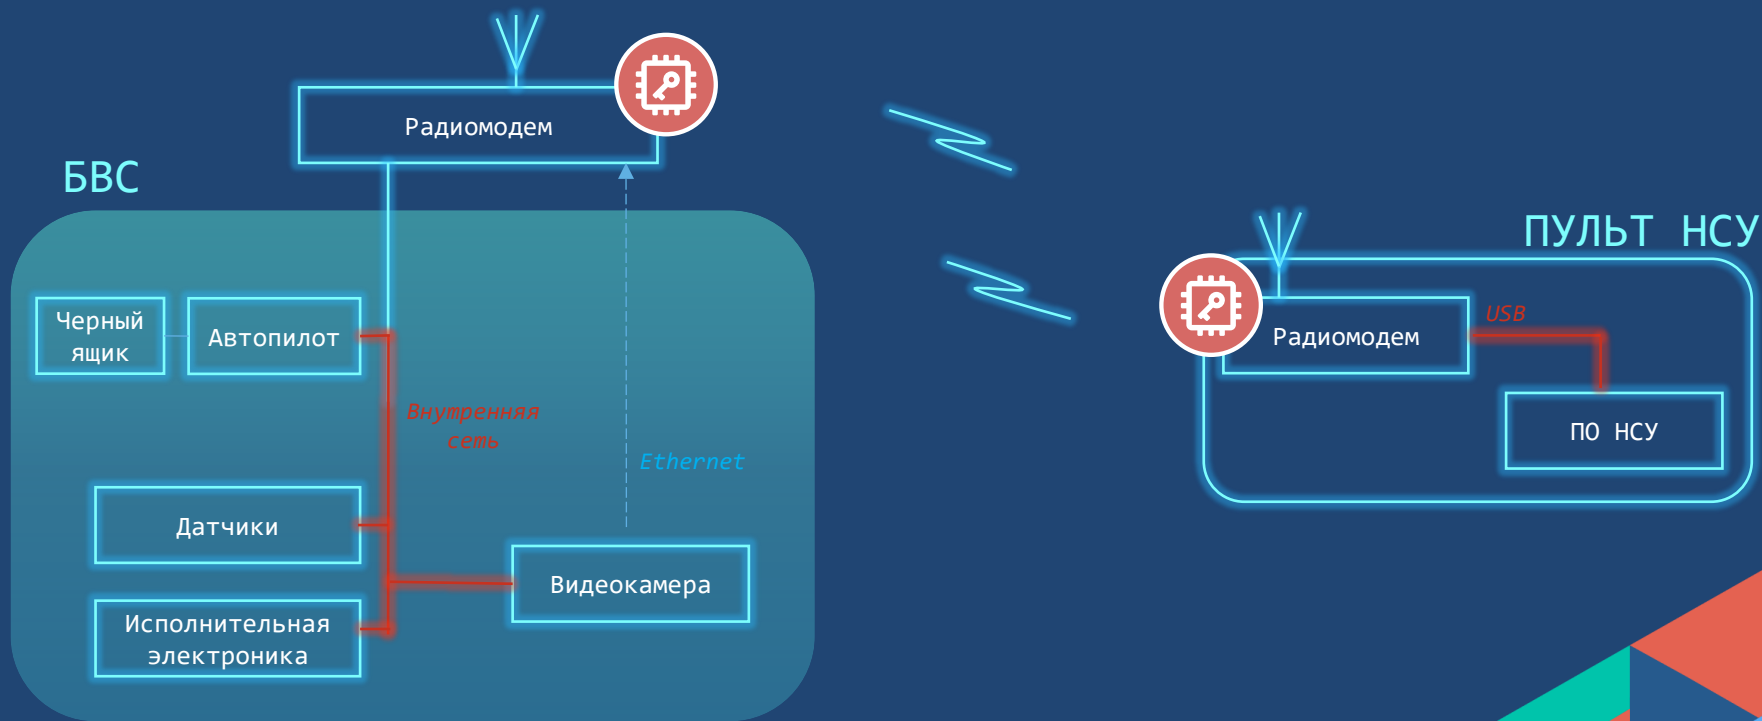 Радиомодем
БВС
ПУЛЬТ НСУ
Черный
ящик
Автопилот
USB
Радиомодем
Внутренняя
сеть
ПО НСУ
Ethernet
Датчики
Видеокамера
Исполнительная
электроника